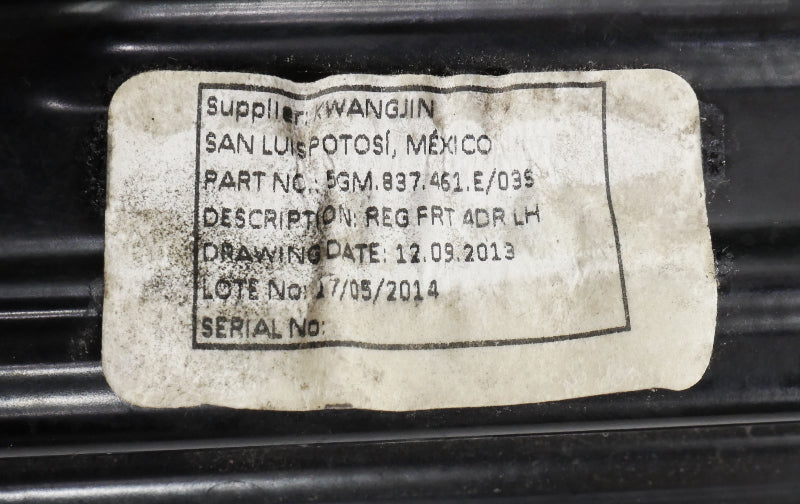 Supplier: KWANGJIN
SAN LUIS POTOSÍ, MÉXICO
PART NO.: 5GM.837.461.E/03S
DESCRIPTION: REG FRT 4DR LH
DRAWING DATE: 12.09.2013
LOTE No: 17/05/2014
SERIAL No: